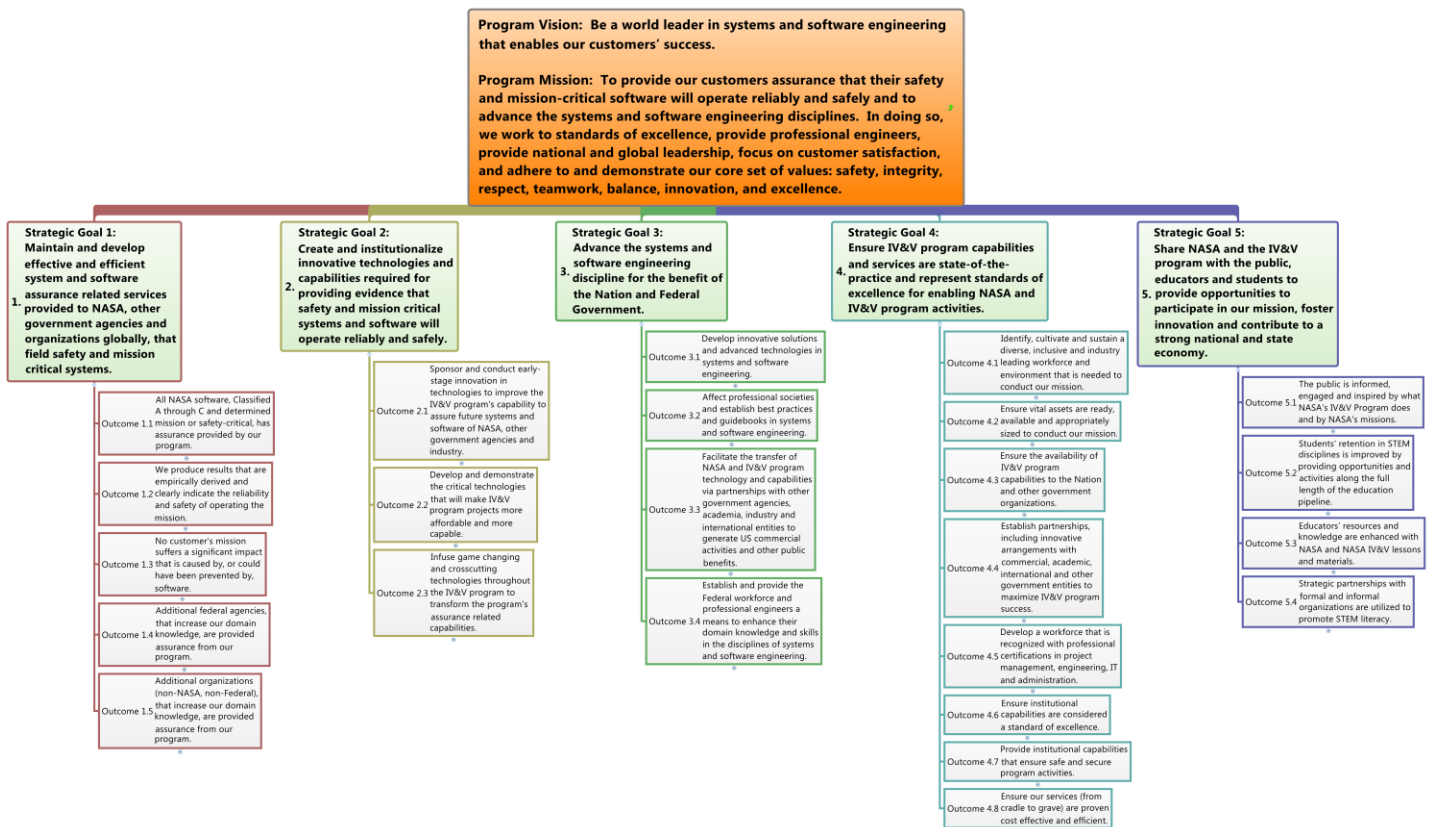 Program Vision:  Be a world leader in systems and software engineering
that enables our customers’ success.
Program Mission:  To provide our customers assurance that their safety
and mission-critical software will operate reliably and safely and to
advance the systems and software engineering disciplines.  In doing so,
we work to standards of excellence, provide professional engineers,
provide national and global leadership, focus on customer satisfaction,
and adhere to and demonstrate our core set of values: safety, integrity,
respect, teamwork, balance, innovation, and excellence.
1.
Strategic Goal 1:
Maintain and develop
effective and efficient
system and software
assurance related services
provided to NASA, other
government agencies and
organizations globally, that
field safety and mission
critical systems.
Outcome 1.1
All NASA software, Classified
A through C and determined
mission or safety-critical, has
assurance provided by our
program.
Outcome 1.2
We produce results that are
empirically derived and
clearly indicate the reliability
and safety of operating the
mission.
Outcome 1.3
No customer's mission
suffers a significant impact
that is caused by, or could
have been prevented by,
software.
Outcome 1.4
Additional federal agencies,
that increase our domain
knowledge, are provided
assurance from our
program.
Outcome 1.5
Additional organizations
(non-NASA, non-Federal),
that increase our domain
knowledge, are provided
assurance from our
program.
2.
Strategic Goal 2:
Create and institutionalize
innovative technologies and
capabilities required for
providing evidence that
safety and mission critical
systems and software will
operate reliably and safely.
Outcome 2.1
Sponsor and conduct early-
stage innovation in
technologies to improve the
IV&V program's capability to
assure future systems and
software of NASA, other
government agencies and
industry.
Outcome 2.2
Develop and demonstrate
the critical technologies
that will make IV&V
program projects more
affordable and more
capable.
Outcome 2.3
Infuse game changing
and crosscutting
technologies throughout
the IV&V program to
transform the program's
assurance related
capabilities.
3.
Strategic Goal 3:
Advance the systems and
software engineering
discipline for the benefit of
the Nation and Federal
Government.
Outcome 3.1
Develop innovative solutions
and advanced technologies in
systems and software
engineering.
Outcome 3.2
Affect professional societies
and establish best practices
and guidebooks in systems
and software engineering.
Outcome 3.3
Facilitate the transfer of
NASA and IV&V program
technology and capabilities
via partnerships with other
government agencies,
academia, industry and
international entities to
generate US commercial
activities and other public
benefits.
Outcome 3.4
Establish and provide the
Federal workforce and
professional engineers a
means to enhance their
domain knowledge and skills
in the disciplines of systems
and software engineering.
4.
Strategic Goal 4:
Ensure IV&V program capabilities
and services are state-of-the-
practice and represent standards of
excellence for enabling NASA and
IV&V program activities.
Outcome 4.1
Identify, cultivate and sustain a
diverse, inclusive and industry
leading workforce and
environment that is needed to
conduct our mission.
Outcome 4.2
Ensure vital assets are ready,
available and appropriately
sized to conduct our mission.
Outcome 4.3
Ensure the availability of
IV&V program
capabilities to the Nation
and other government
organizations.
Outcome 4.4
Establish partnerships,
including innovative
arrangements with
commercial, academic,
international and other
government entities to
maximize IV&V program
success.
Outcome 4.5
Develop a workforce that is
recognized with professional
certifications in project
management, engineering, IT
and administration.
Outcome 4.6
Ensure institutional
capabilities are considered
a standard of excellence.
Outcome 4.7
Provide institutional capabilities
that ensure safe and secure
program activities.
Outcome 4.8
Ensure our services (from
cradle to grave) are proven
cost effective and efficient.
5.
Strategic Goal 5:
Share NASA and the IV&V
program with the public,
educators and students to
provide opportunities to
participate in our mission, foster
innovation and contribute to a
strong national and state
economy.
Outcome 5.1
The public is informed,
engaged and inspired by what
NASA's IV&V Program does
and by NASA's missions.
Outcome 5.2
Students' retention in STEM
disciplines is improved by
providing opportunities and
activities along the full
length of the education
pipeline.
Outcome 5.3
Educators' resources and
knowledge are enhanced with
NASA and NASA IV&V lessons
and materials.
Outcome 5.4
Strategic partnerships with
formal and informal
organizations are utilized to
promote STEM literacy.